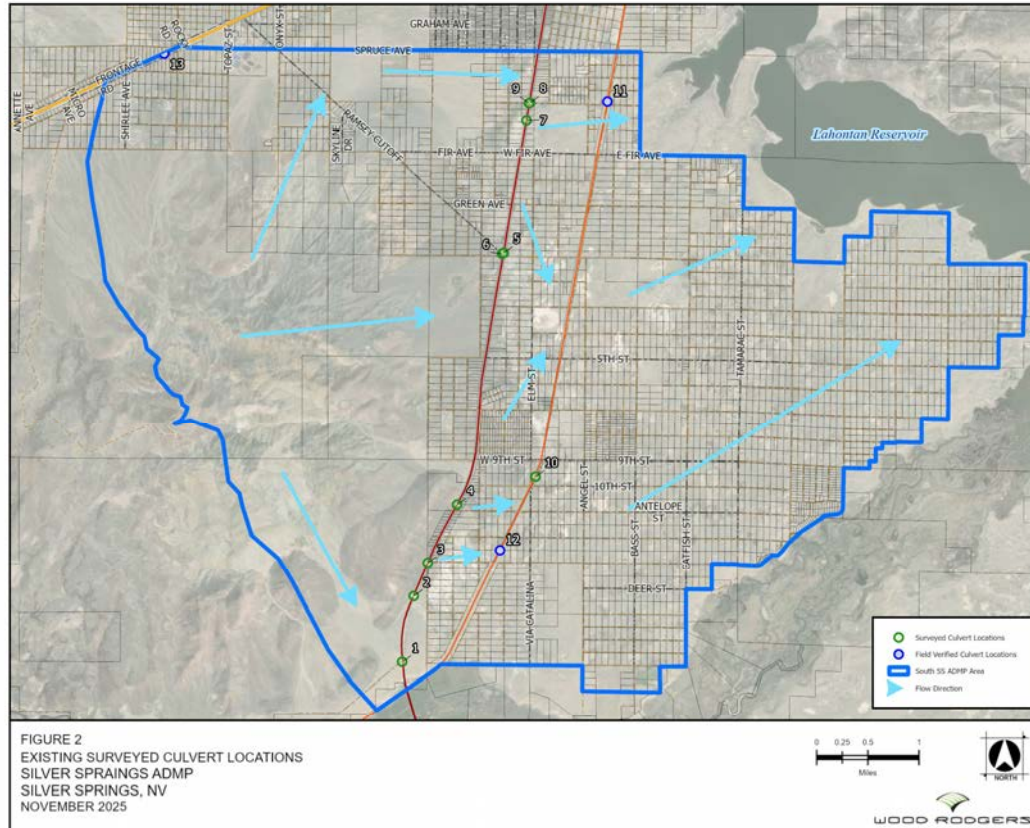 GRAHAM AVE
ROCKY RD
TOPAZ ST
ONYX ST
SPRUCE AVE
13
FRONTAGE RD
MICRO AVE
ANNETTE AVE
SHIRLEE AVE
9
8
11
7
Lahontan Reservoir
SKYLINE DR
RAMSEY CUTOFF
FIR AVE
W FIR AVE
E FIR AVE
GREEN AVE
6
5
5TH ST
TAMARAC ST
ELM ST
W 9TH ST
9TH ST
10
10TH ST
ANGEL ST
4
ANTELOPE ST
BASS ST
CATFISH ST
12
3
2
DEER ST
VIA CATALINA
1
Surveyed Culvert Locations
Field Verified Culvert Locations
South SS ADMP Area
Flow Direction
FIGURE 2
EXISTING SURVEYED CULVERT LOCATIONS
SILVER SPRAINGS ADMP
SILVER SPRINGS, NV
NOVEMBER 2025
0 0.25 0.5 1
Miles
NORTH
WOOD RODGERS